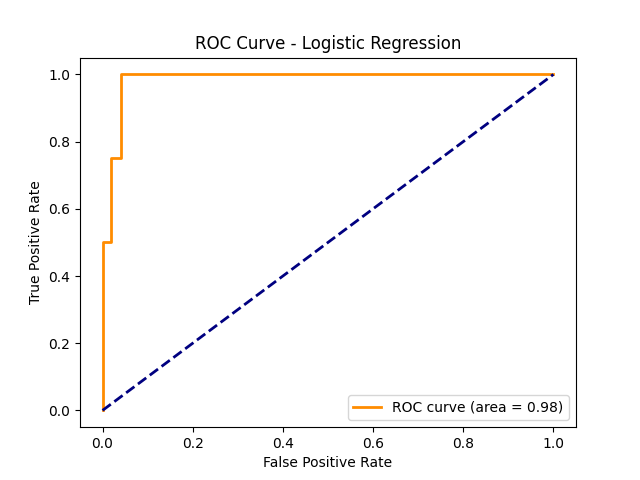 ROC Curve - Logistic Regression
True Positive Rate
1.0
0.8
0.6
0.4
0.2
0.0
ROC curve (area = 0.98)
0.0 0.2 0.4 0.6 0.8 1.0
False Positive Rate